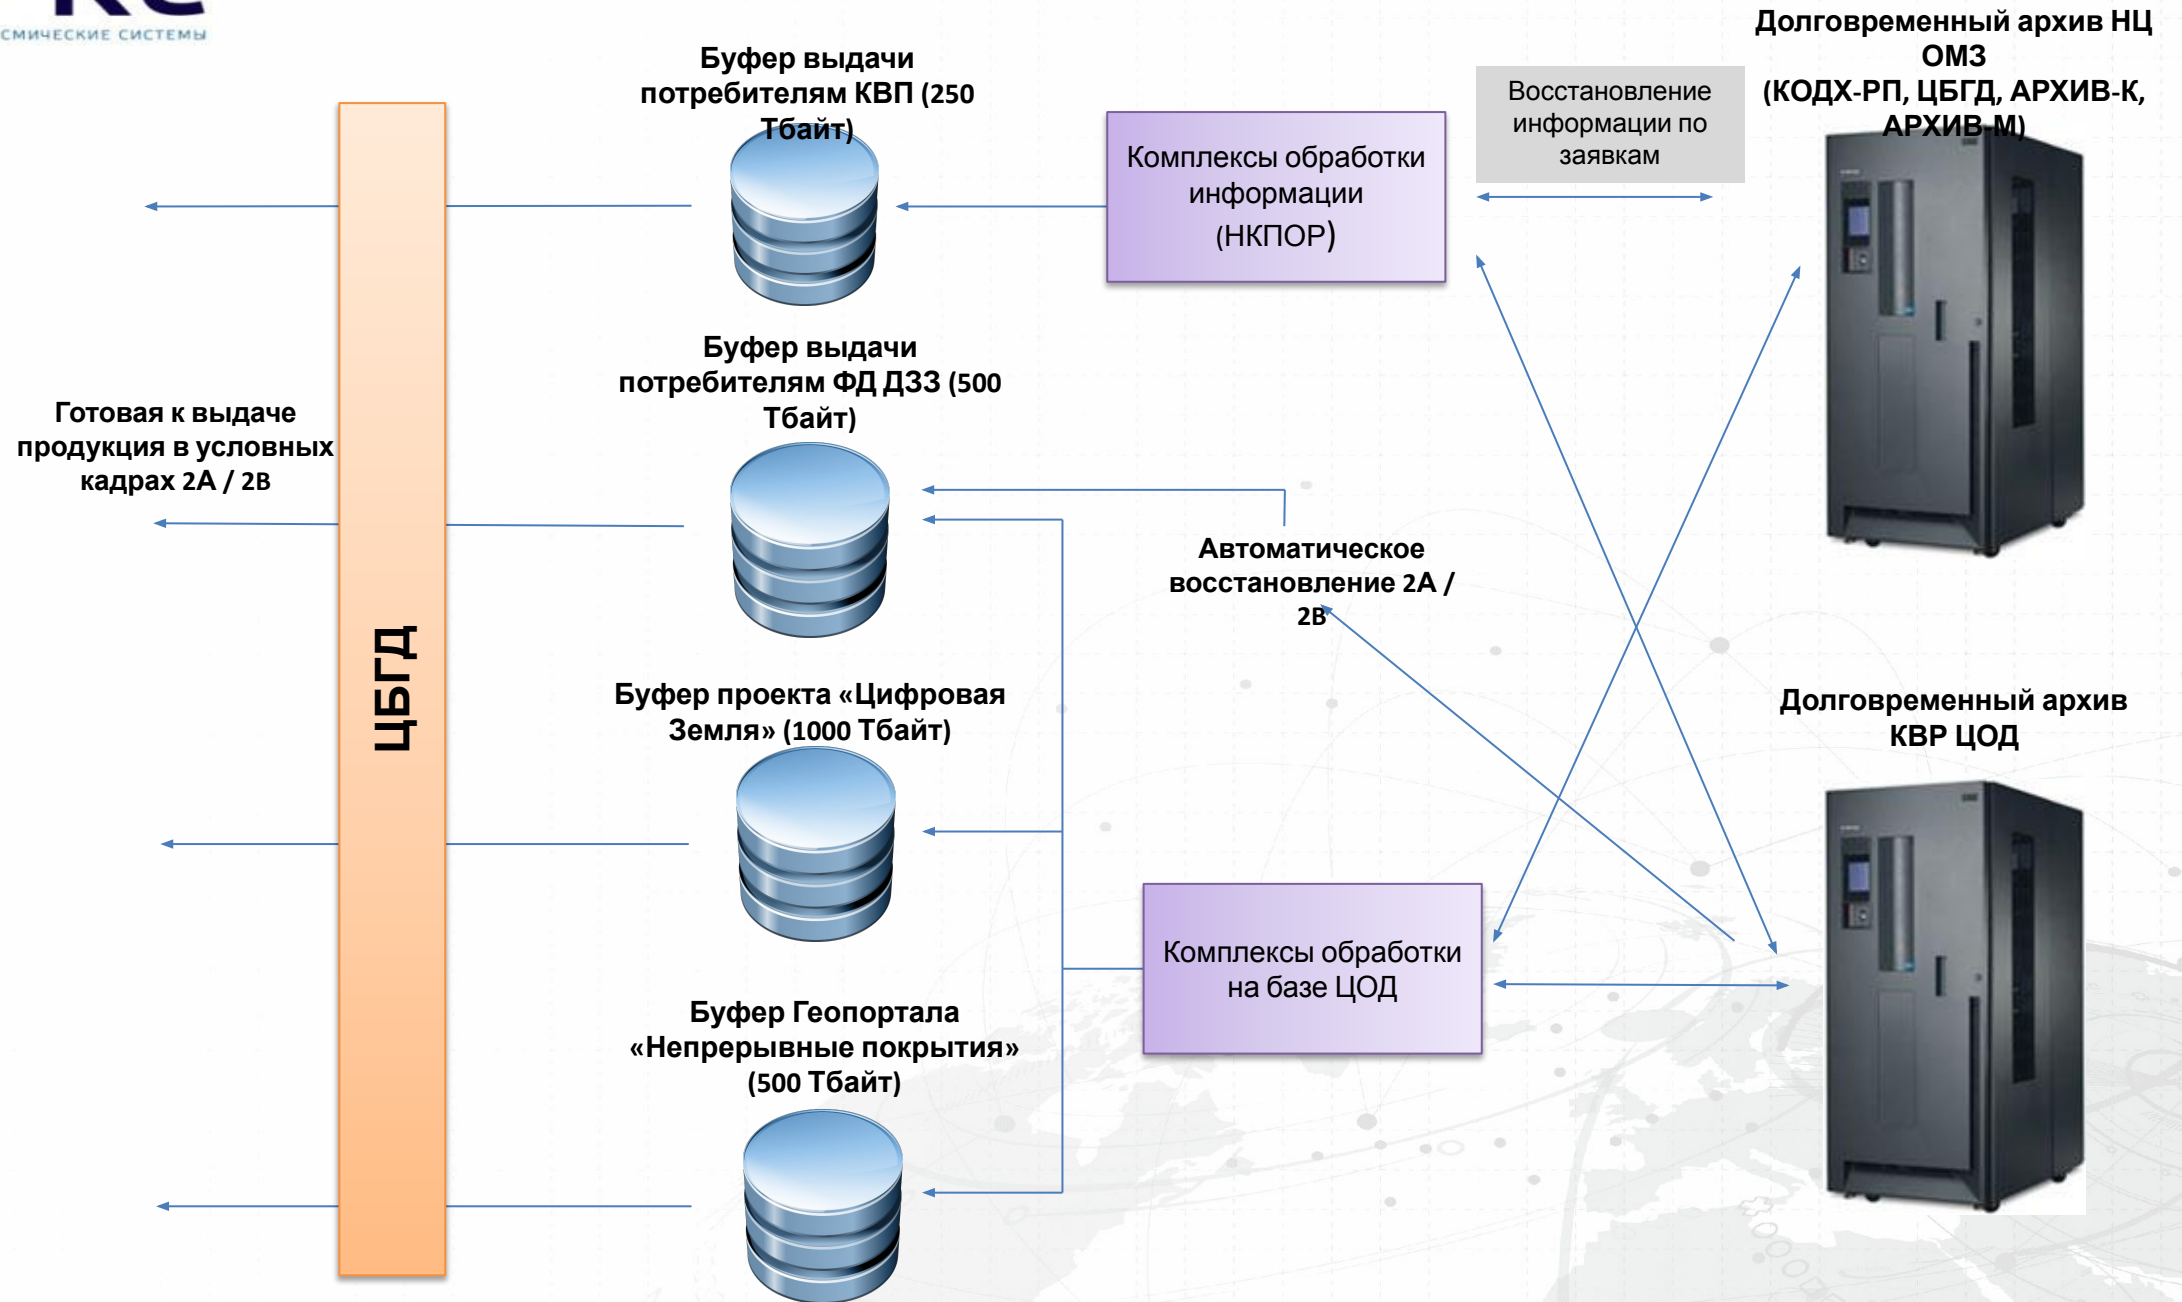 СМИЧЕСКИЕ СИСТЕМЫ
Буфер выдачи
потребителям КВП (250
Тбайт)
Комплексы обработки
информации
(НКПОР)
Восстановление
информации по
заявкам
Долговременный архив НЦ
ОМЗ
(КОДХ-РП, ЦБГД, АРХИВ-К,
АРХИВ-М)
Буфер выдачи
потребителям ФД ДЗЗ (500
Тбайт)
Готовая к выдаче
продукция в условных
кадрах 2А / 2В
ЦБГД
Автоматическое
восстановление 2А /
2В
Буфер проекта «Цифровая
Земля» (1000 Тбайт)
Долговременный архив
КВР ЦОД
Комплексы обработки
на базе ЦОД
Буфер Геопортала
«Непрерывные покрытия»
(500 Тбайт)